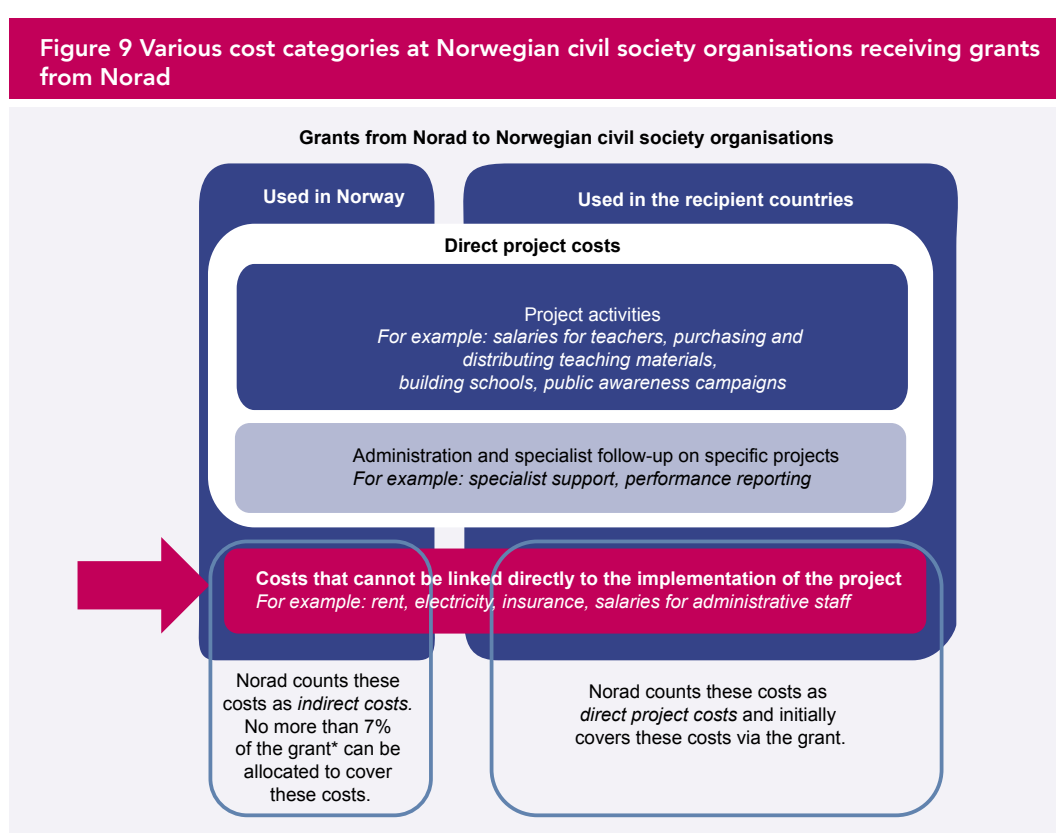 Figure 9 Various cost categories at Norwegian civil society organisations receiving grants
from Norad
Grants from Norad to Norwegian civil society organisations
Used in Norway
Used in the recipient countries
Direct project costs
Project activities
For example: salaries for teachers, purchasing and
distributing teaching materials,
building schools, public awareness campaigns
Administration and specialist follow-up on specific projects
For example: specialist support, performance reporting
Costs that cannot be linked directly to the implementation of the project
For example: rent, electricity, insurance, salaries for administrative staff
Norad counts these
costs as indirect costs.
No more than 7%
of the grant* can be
allocated to cover
these costs.
Norad counts these costs as
direct project costs and initially
covers these costs via the grant.